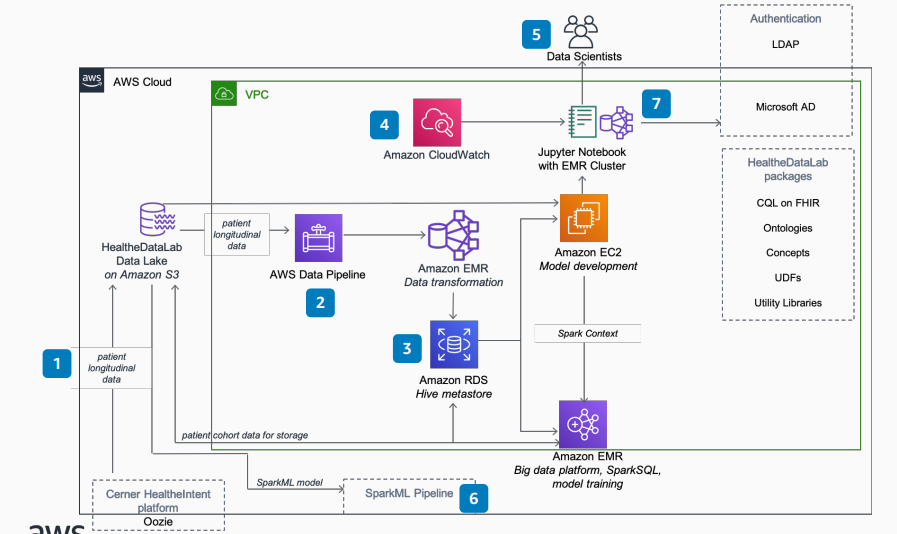 5
Data Scientists
Authentication
LDAP
Microsoft AD
aws
AWS Cloud
VPC
4
Amazon CloudWatch
7
Jupyter Notebook
with EMR Cluster
HealtheDataLab
packages
CQL on FHIR
Ontologies
Concepts
UDFs
Utility Libraries
HealtheDataLab
Data Lake
on Amazon S3
patient
longitudinal
data
AWS Data Pipeline
2
Amazon EMR
Data transformation
Amazon EC2
Model development
Spark Context
3
Amazon RDS
Hive metastore
1
patient
longitudinal
data
patient cohort data for storage
Amazon EMR
Big data platform, SparkSQL,
model training
SparkML model
SparkML Pipeline
6
Cerner HealtheIntent
platform
Oozie
aws